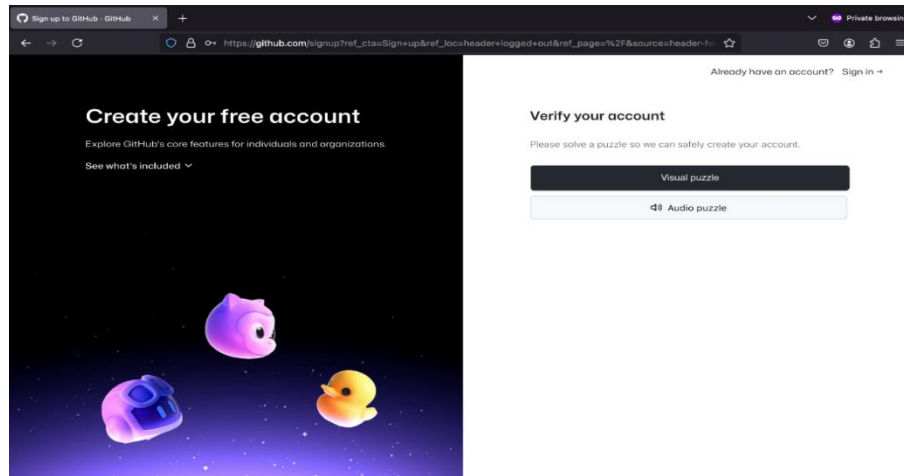 Sign up to GitHub · GitHub
Private browsin
https://github.com/signup?ref_cta=Sign+up&ref_loc=header+logged+out&ref_page=%2F&source=header-ho
Already have an account? Sign in →
Create your free account
Explore GitHub's core features for individuals and organizations.
See what's included
Verify your account
Please solve a puzzle so we can safely create your account.
Visual puzzle
Audio puzzle